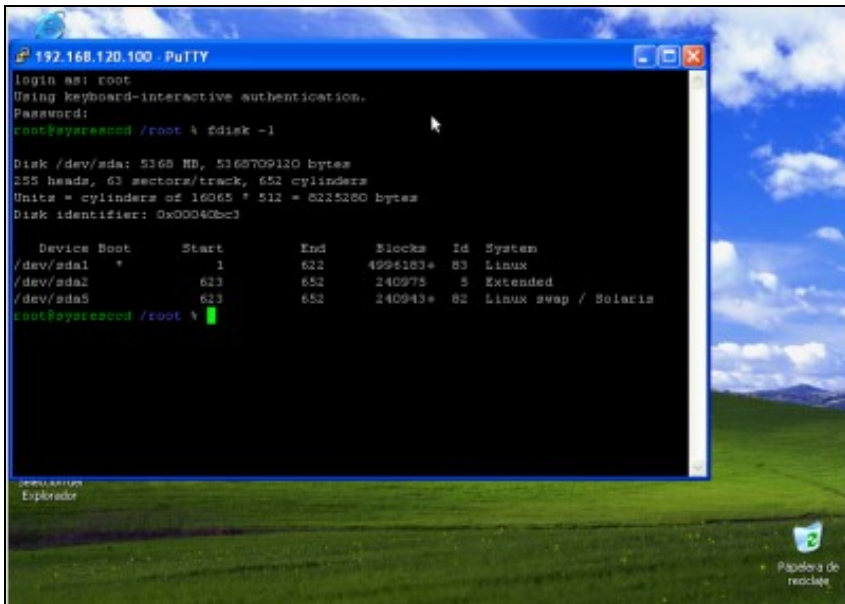 192.168.120.100 - PuTTY
login as: root
Using keyboard-interactive authentication.
Password:
root@sysresccd /root % fdisk -l
Disk /dev/sda: 5368 MB, 5368709120 bytes
255 heads, 63 sectors/track, 652 cylinders
Units = cylinders of 16065 * 512 = 8225280 bytes
Disk identifier: 0x00040bc3
Device Boot Start End Blocks Id System
/dev/sda1 * 1 622 4996183+ 83 Linux
/dev/sda2 623 652 240975 5 Extended
/dev/sda5 623 652 240943+ 82 Linux swap / Solaris
root@sysresccd /root %
Selección del
Explorador
Papelera de
reciclaje